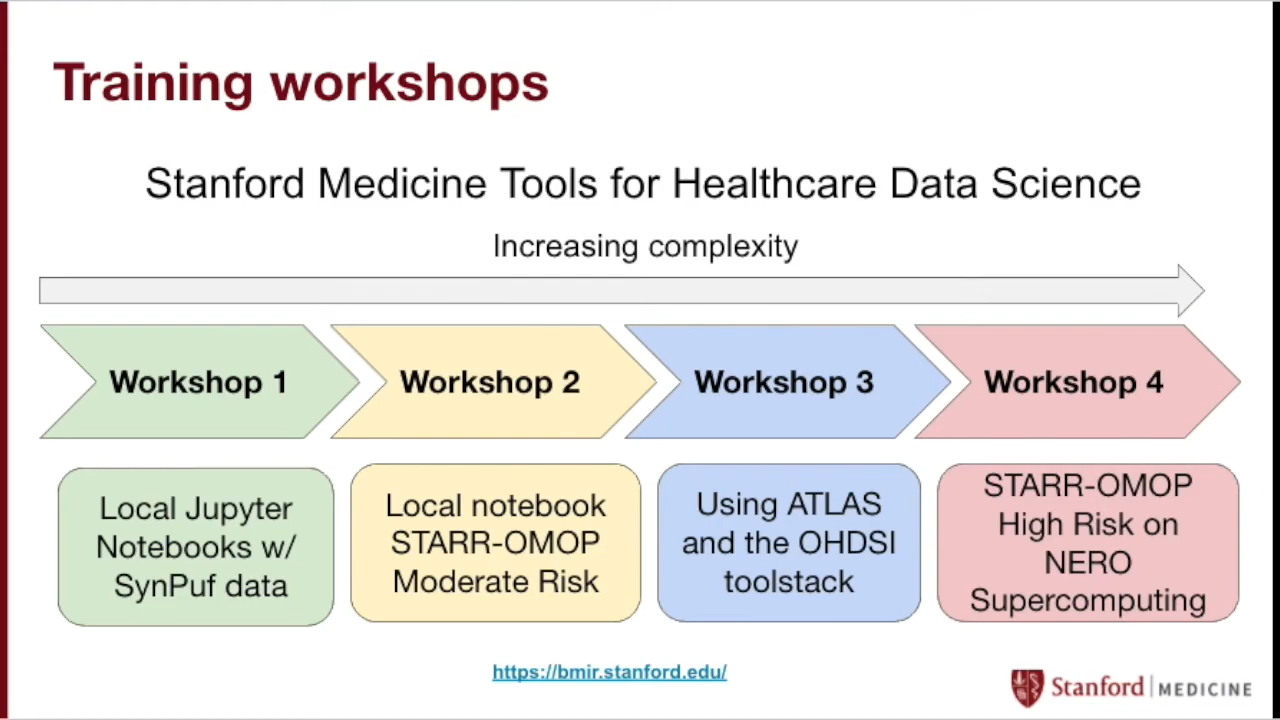 Training workshops
Stanford Medicine Tools for Healthcare Data Science
Increasing complexity
Workshop 1
Workshop 2
Workshop 3
Workshop 4
Local Jupyter
Notebooks w/
SynPuf data
Local notebook
STARR-OMOP
Moderate Risk
Using ATLAS
and the OHDSI
toolstack
STARR-OMOP
High Risk on
NERO
Supercomputing
https://bmir.stanford.edu/
Stanford MEDICINE